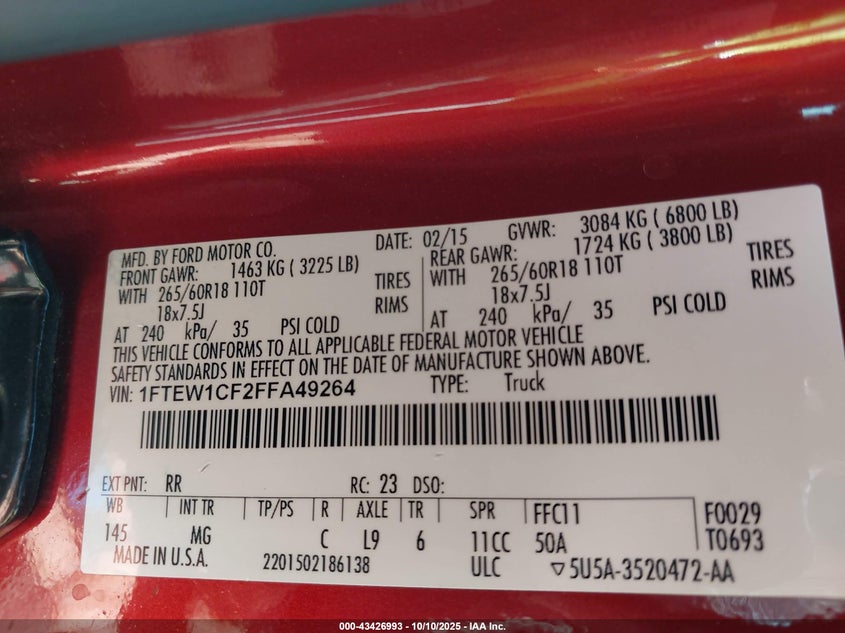 MFD. BY FORD MOTOR CO. DATE: 02/15 GVWR: 3084 KG ( 6800 LB)
FRONT GAWR: 1463 KG ( 3225 LB) REAR GAWR: 1724 KG ( 3800 LB)
WITH 265/60R18 110T TIRES WITH 265/60R18 110T TIRES
18x7.5J RIMS 18x7.5J RIMS
AT 240 kPa/ 35 PSI COLD AT 240 kPa/ 35 PSI COLD
THIS VEHICLE CONFORMS TO ALL APPLICABLE FEDERAL MOTOR VEHICLE
SAFETY STANDARDS IN EFFECT ON THE DATE OF MANUFACTURE SHOWN ABOVE.
VIN: 1FTEW1CF2FFA49264 TYPE: Truck
EXT PNT: RR RC: 23 DSO:
WB INT TR TP/PS R AXLE TR SPR FFC11 F0029
145 MG C L9 6 11CC 50A T0693
MADE IN U.S.A. 2201502186138 ULC ▽5U5A-3520472-AA
000-43426993 - 10/10/2025 - IAA Inc.